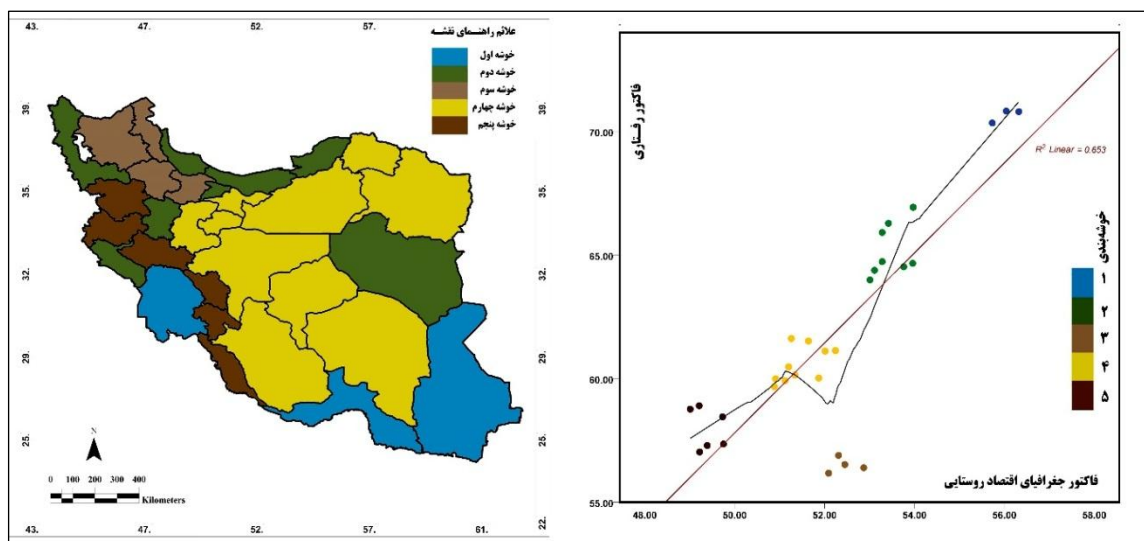 43. 47. 52. 57.
علائم راهنمای نقشه
خوشه اول
خوشه دوم
خوشه سوم
خوشه چهارم
خوشه پنجم
39. 39.
35. 35.
32. 32.
29. 29.
25. 25.
22.
0 100 200 300 400
Kilometers
43. 47. 52. 57. 61.
فاکتور رفتاری
70.00
65.00
60.00
55.00
R² Linear = 0.653
خوشه‌بندی
۱
۲
۳
۴
۵
فاکتور جغرافیای اقتصاد روستایی
48.00 50.00 52.00 54.00 56.00 58.00